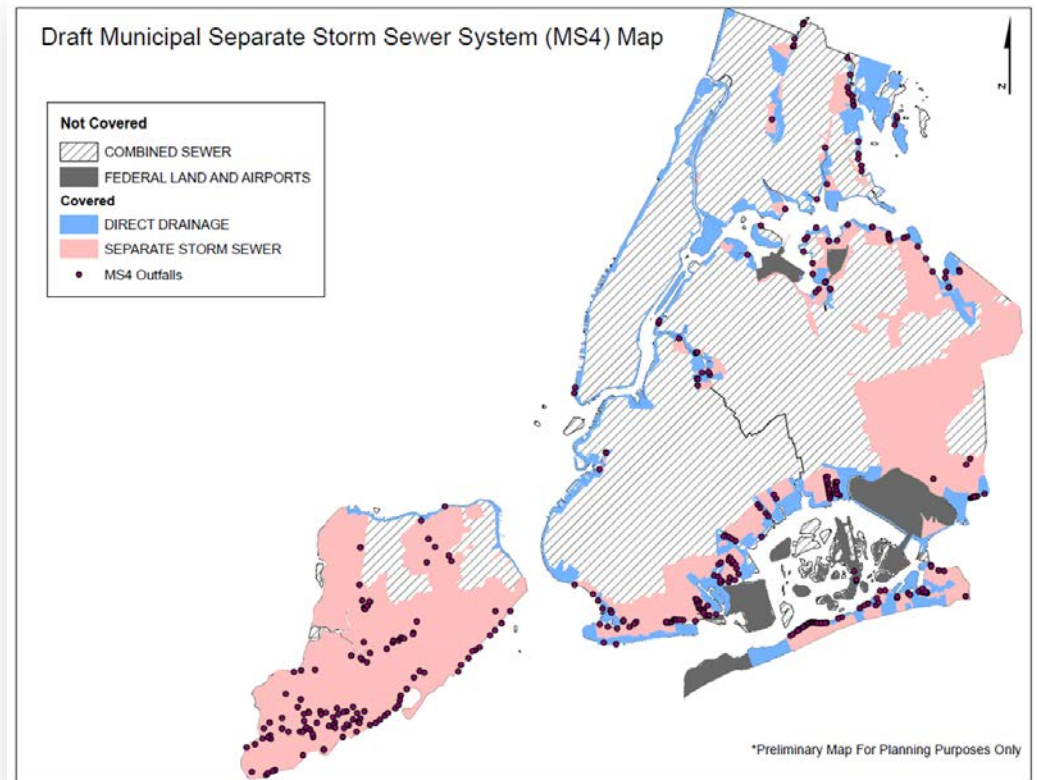 Draft Municipal Separate Storm Sewer System (MS4) Map
N
Not Covered
COMBINED SEWER
FEDERAL LAND AND AIRPORTS
Covered
DIRECT DRAINAGE
SEPARATE STORM SEWER
MS4 Outfalls
*Preliminary Map For Planning Purposes Only